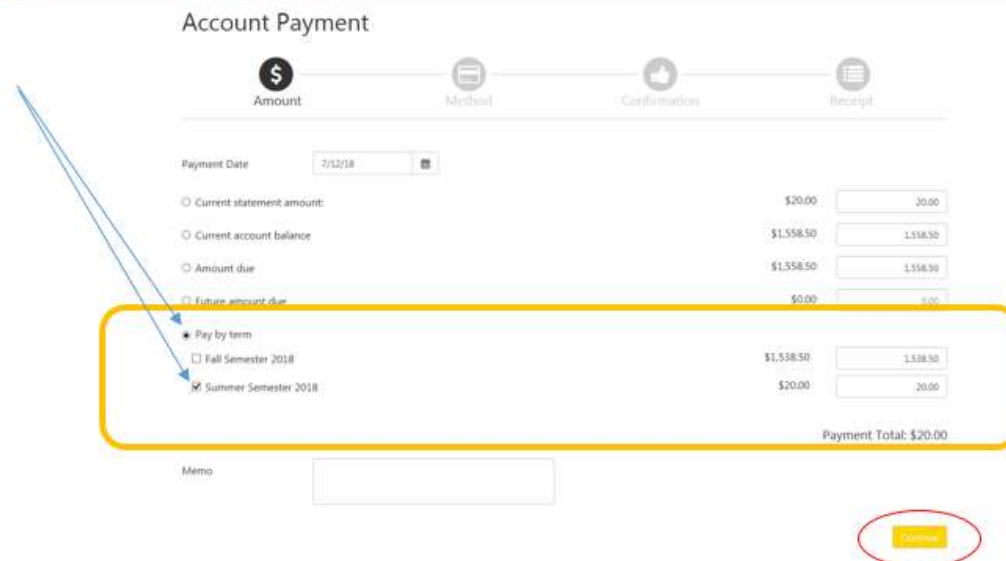 Account Payment
$
Amount Method Confirmation Receipt
Payment Date 7/12/18
Current statement amount: $20.00 20.00
Current account balance $1,558.50 1,558.50
Amount due $1,558.50 1,558.50
Future amount due $0.00 0.00
Pay by term
Fall Semester 2018 $1,538.50 1,538.50
Summer Semester 2018 $20.00 20.00
Payment Total: $20.00
Memo
Continue